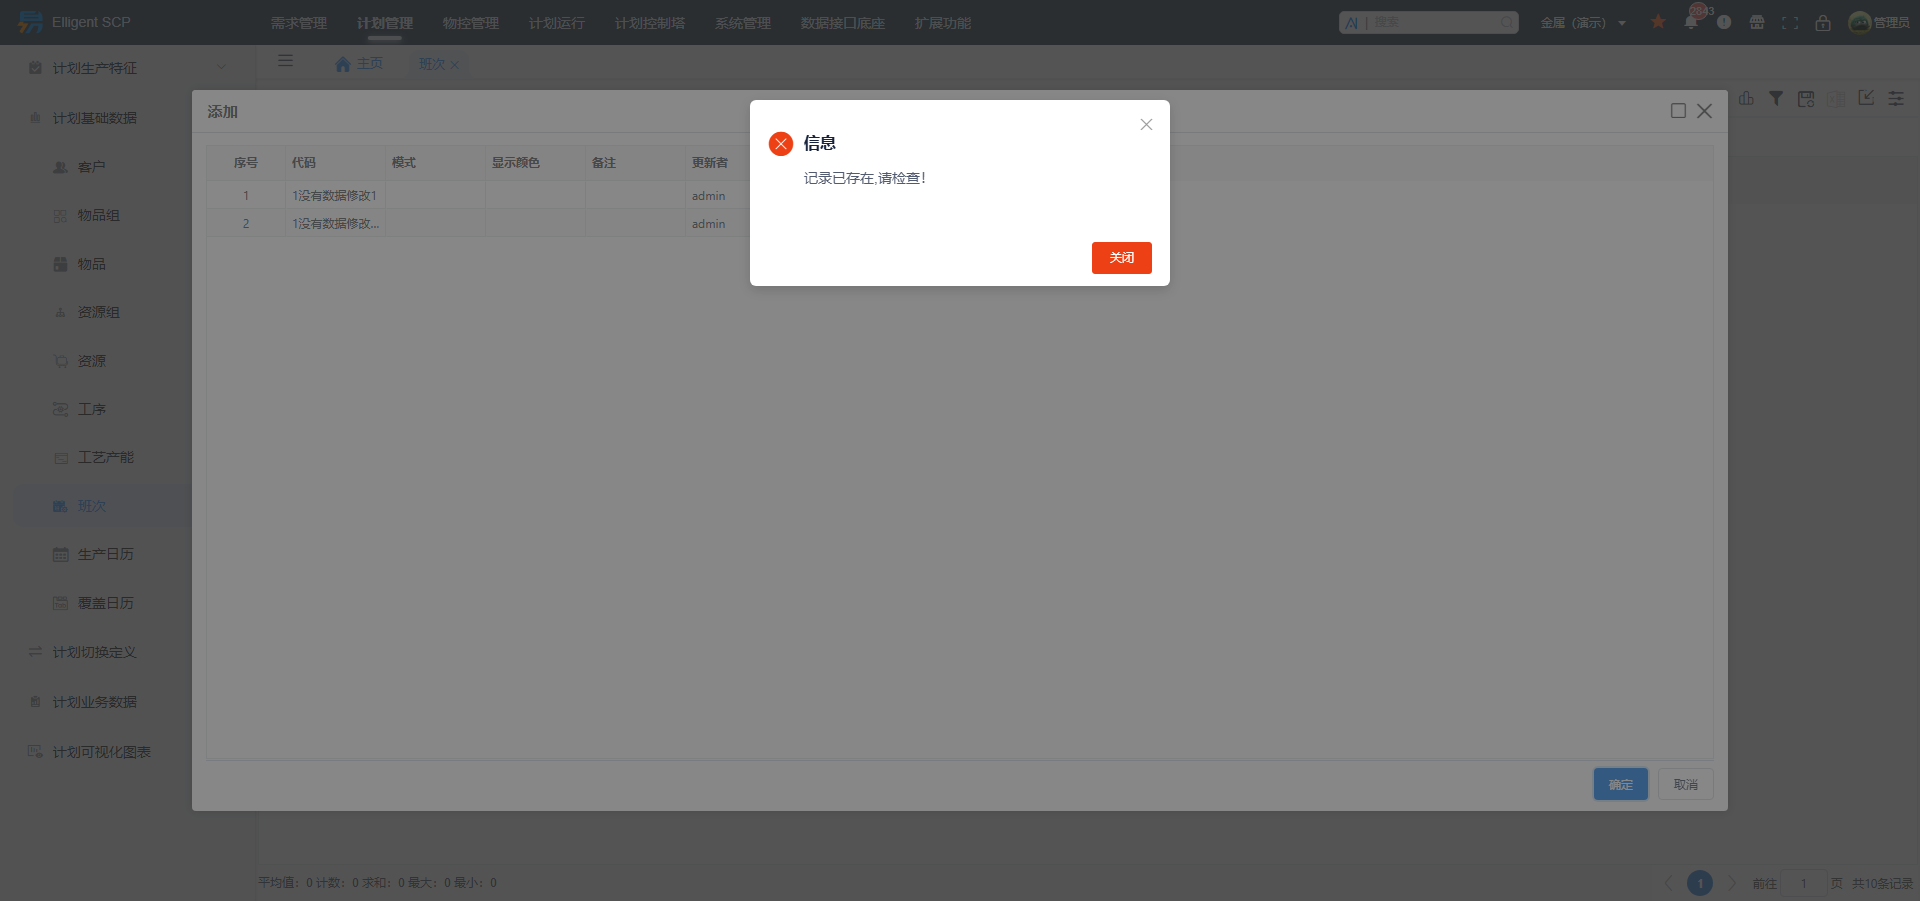 Elligent SCP
需求管理 计划管理 物控管理 计划运行 计划控制塔 系统管理 数据接口底座 扩展功能
AI | 搜索
金属（演示）
2843
管理员
计划生产特征
计划基础数据
客户
物品组
物品
资源组
资源
工序
工艺产能
班次
生产日历
覆盖日历
计划切换定义
计划业务数据
计划可视化图表
主页 班次
添加
序号 代码 模式 显示颜色 备注 更新者
1 1没有数据修改1 admin
2 1没有数据修改... admin
信息
记录已存在,请检查!
关闭
确定 取消
平均值：0 计数：0 求和：0 最大：0 最小：0
1 前往 1 页 共10条记录